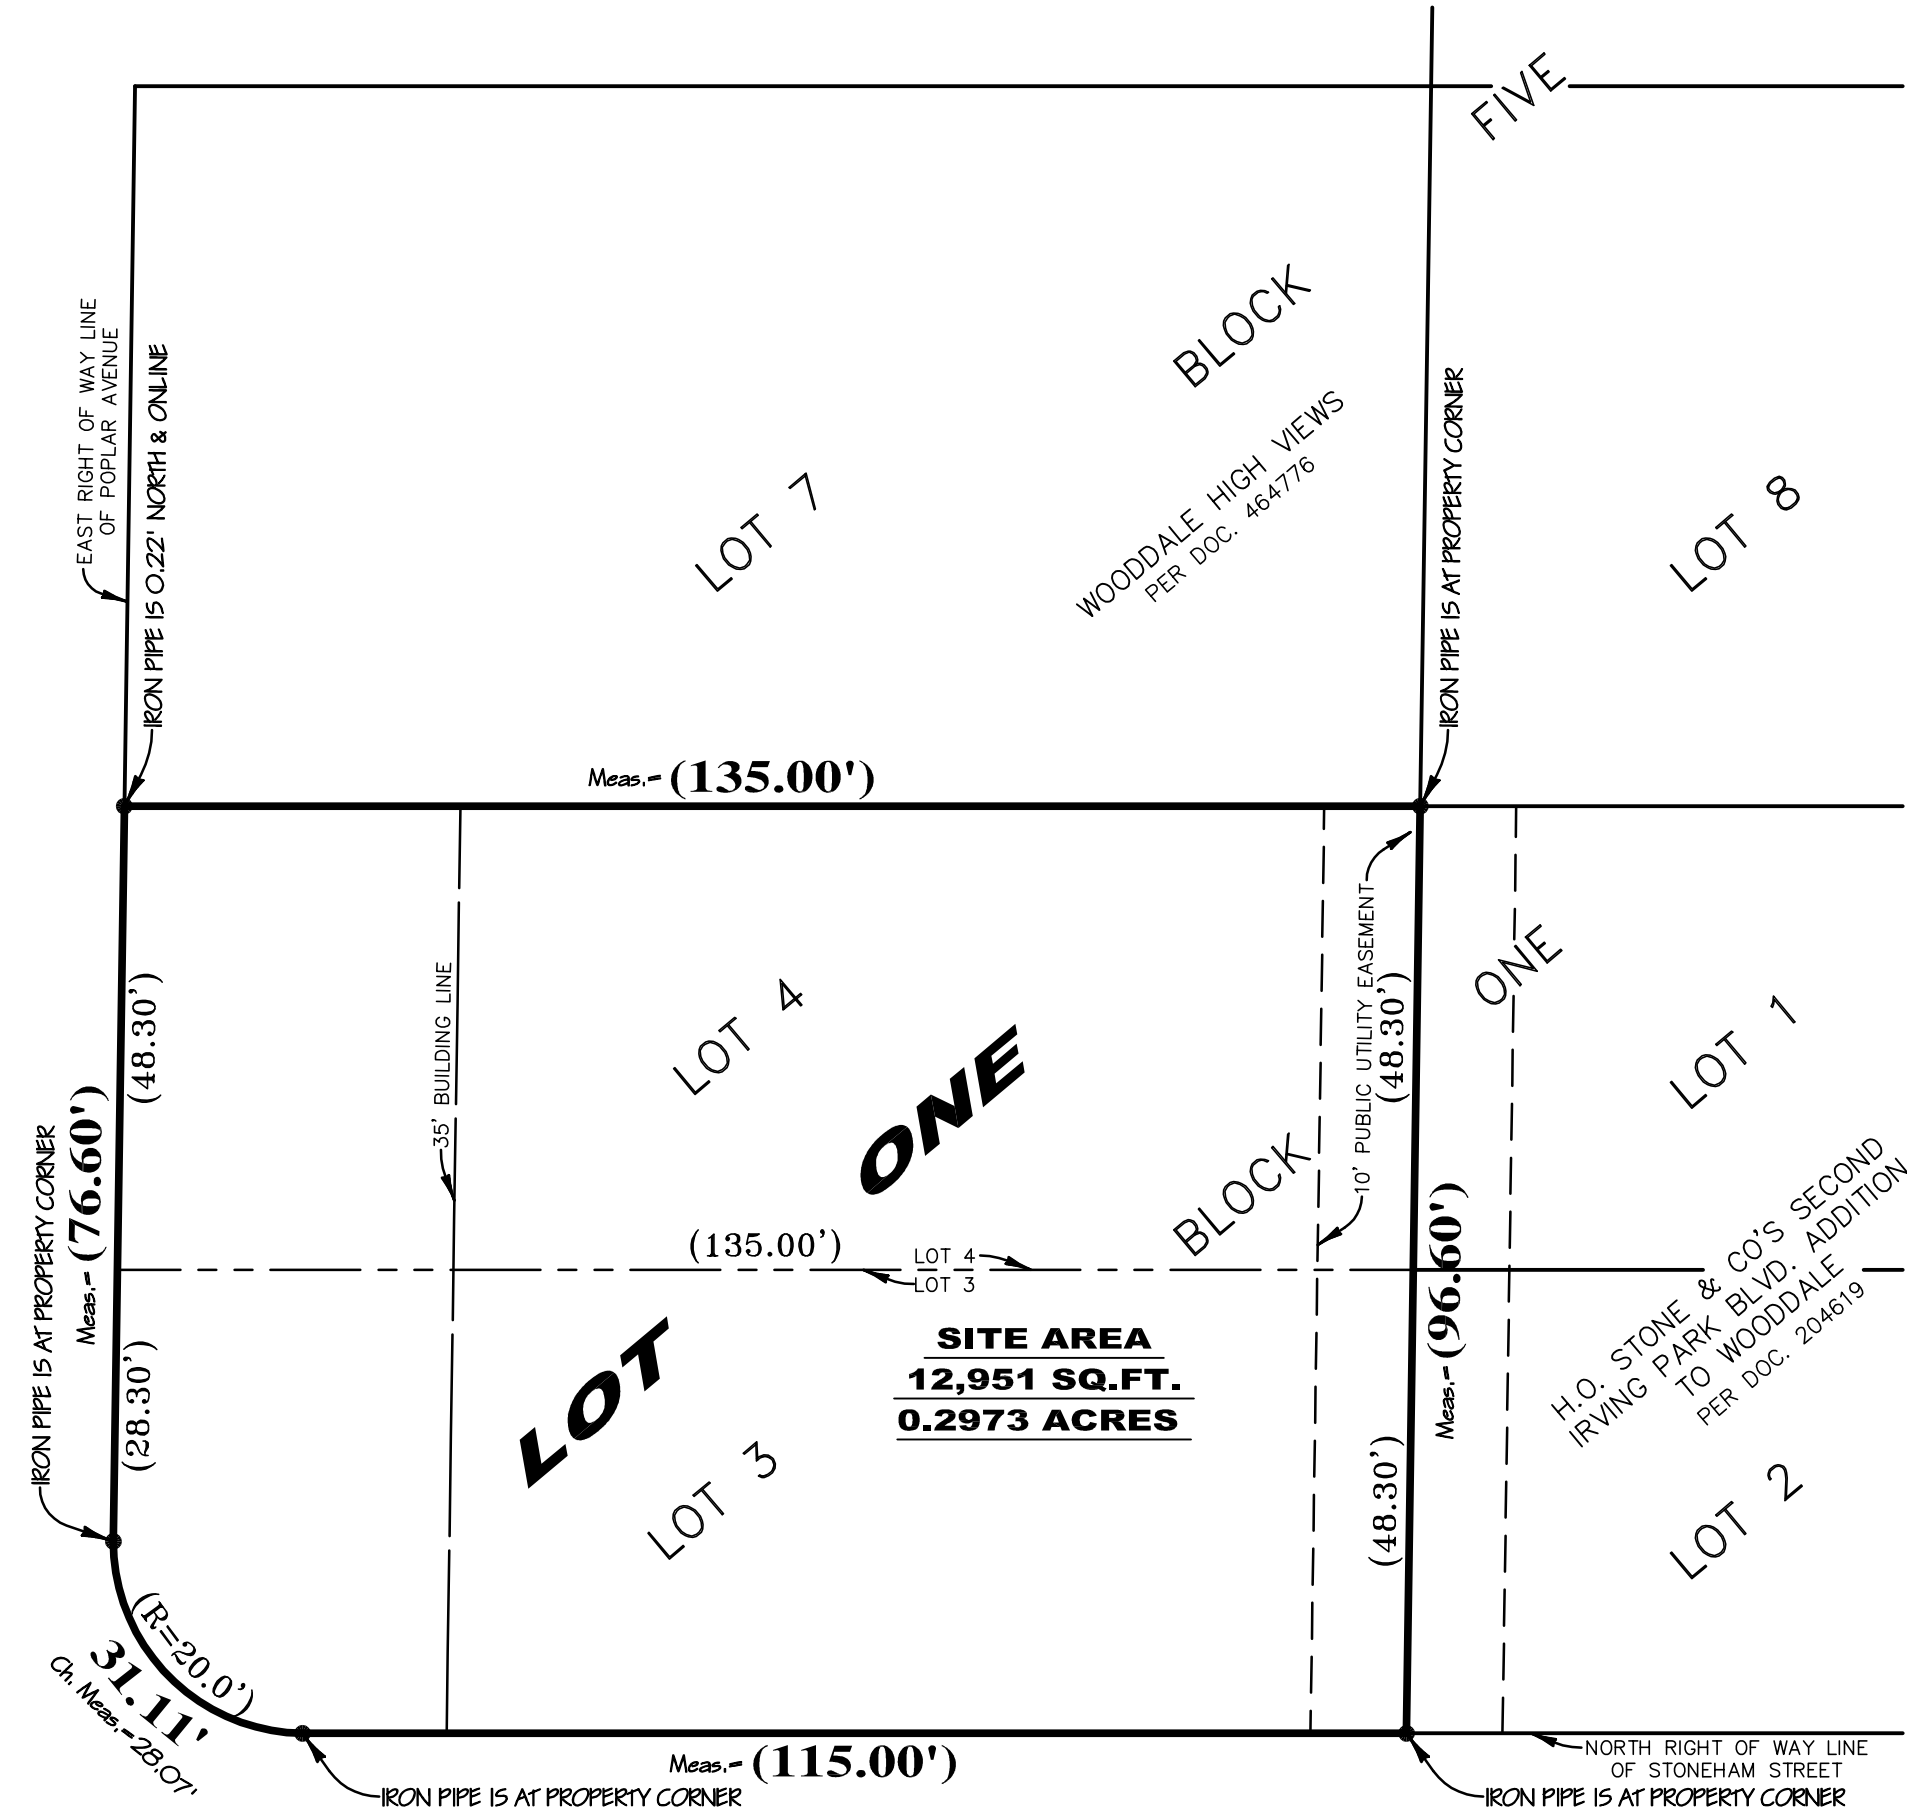 FIVE
BLOCK
EAST RIGHT OF WAY LINE
OF POPLAR AVENUE
IRON PIPE IS 0.22' NORTH & ONLINE
LOT 7
WOODDALE HIGH VIEWS
PER DOC. 464776
IRON PIPE IS AT PROPERTY CORNER
LOT 8
Meas.= (135.00')
(48.30')
35' BUILDING LINE
LOT 4
ONE
10' PUBLIC UTILITY EASEMENT
(48.30')
ONE
LOT 1
BLOCK
IRON PIPE IS AT PROPERTY CORNER
Meas.= (76.60')
(135.00')
LOT 4
LOT 3
Meas.= (96.60')
H.O. STONE & CO'S SECOND
IRVING PARK BLVD. ADDITION
TO WOODDALE
PER DOC. 204619
(28.30')
LOT
SITE AREA
12,951 SQ.FT.
0.2973 ACRES
LOT 3
(48.30')
LOT 2
(R=20.0')
31.11'
Ch. Meas.=28.07'
Meas.= (115.00')
IRON PIPE IS AT PROPERTY CORNER
NORTH RIGHT OF WAY LINE
OF STONEHAM STREET
IRON PIPE IS AT PROPERTY CORNER